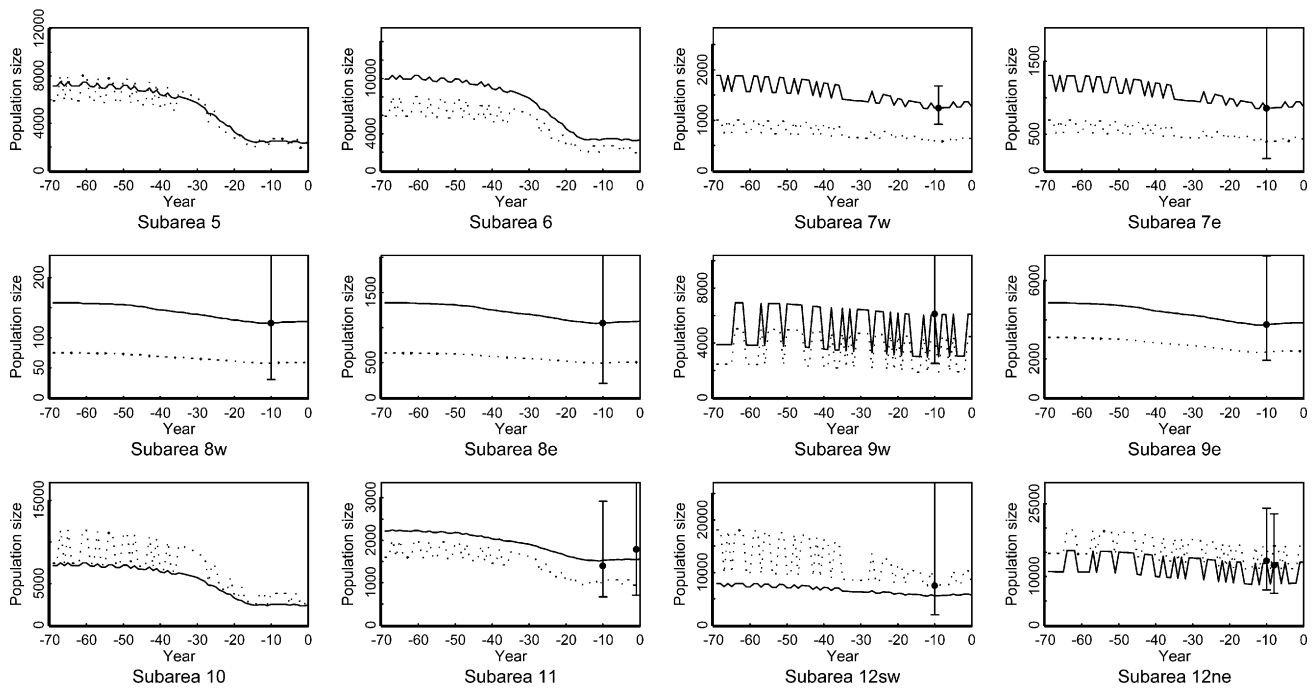 Population size
12000
8000
4000
0
-70 -60 -50 -40 -30 -20 -10 0
Year
Subarea 5
Population size
10000
4000
0
-70 -60 -50 -40 -30 -20 -10 0
Year
Subarea 6
Population size
2000
1000
0
-70 -60 -50 -40 -30 -20 -10 0
Year
Subarea 7w
Population size
1500
500
0
-70 -60 -50 -40 -30 -20 -10 0
Year
Subarea 7e
Population size
200
100
50
0
-70 -60 -50 -40 -30 -20 -10 0
Year
Subarea 8w
Population size
1500
500
0
-70 -60 -50 -40 -30 -20 -10 0
Year
Subarea 8e
Population size
8000
4000
0
-70 -60 -50 -40 -30 -20 -10 0
Year
Subarea 9w
Population size
6000
2000
0
-70 -60 -50 -40 -30 -20 -10 0
Year
Subarea 9e
Population size
15000
5000
0
-70 -60 -50 -40 -30 -20 -10 0
Year
Subarea 10
Population size
3000
2000
1000
0
-70 -60 -50 -40 -30 -20 -10 0
Year
Subarea 11
Population size
20000
10000
0
-70 -60 -50 -40 -30 -20 -10 0
Year
Subarea 12sw
Population size
25000
10000
0
-70 -60 -50 -40 -30 -20 -10 0
Year
Subarea 12ne